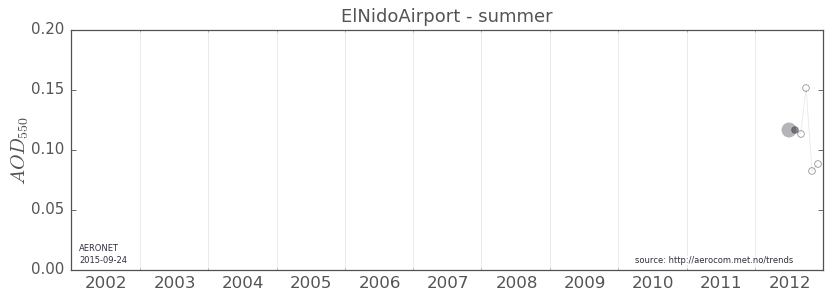 ElNidoAirport - summer
0.20
0.15
0.10
0.05
0.00
AOD550
AERONET
2015-09-24
source: http://aerocom.met.no/trends
2002 2003 2004 2005 2006 2007 2008 2009 2010 2011 2012